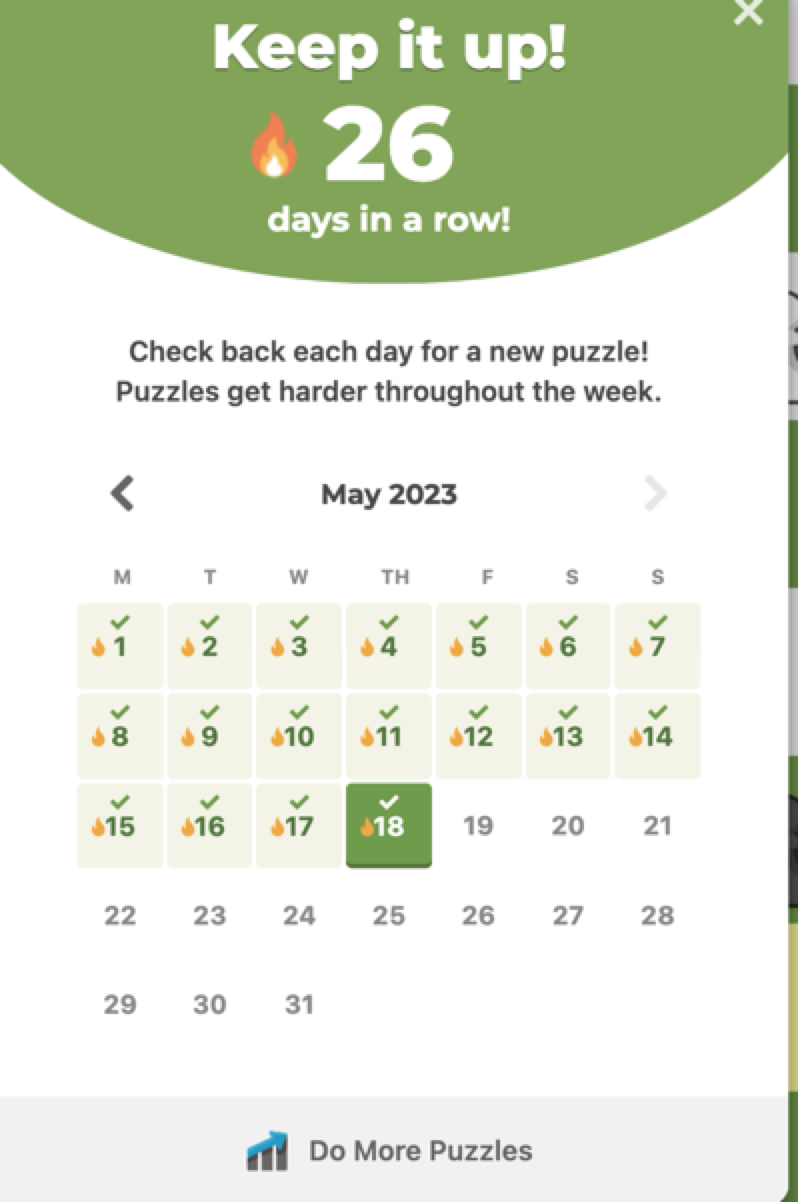 Keep it up!
26
days in a row!
Check back each day for a new puzzle!
Puzzles get harder throughout the week.
May 2023
M T W TH F S S
1 2 3 4 5 6 7
8 9 10 11 12 13 14
15 16 17 18 19 20 21
22 23 24 25 26 27 28
29 30 31
Do More Puzzles